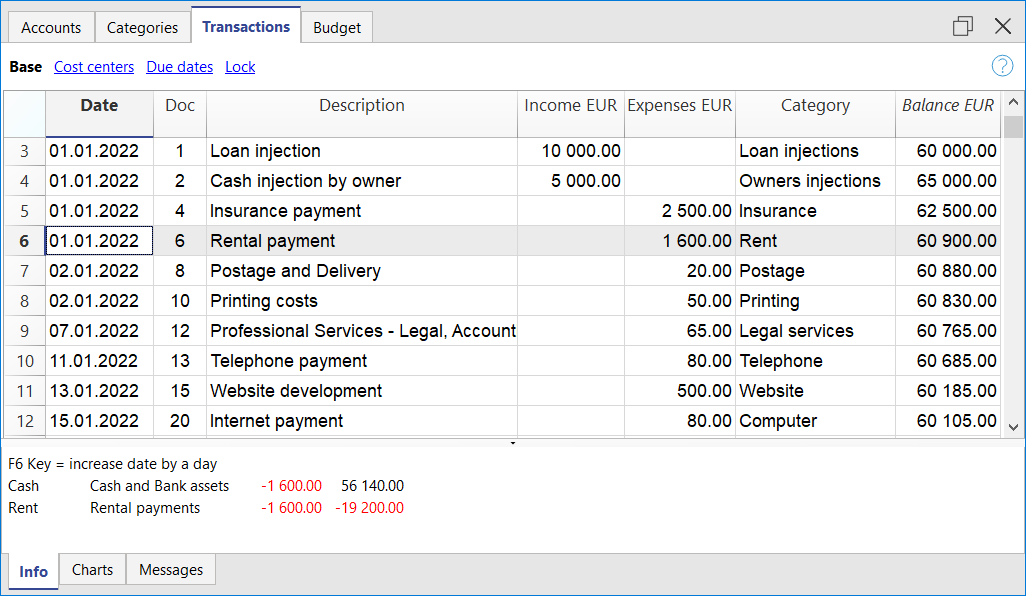 Accounts Categories Transactions Budget
Base Cost centers Due dates Lock ?
Date Doc Description Income EUR Expenses EUR Category Balance EUR
3 01.01.2022 1 Loan injection 10 000.00 Loan injections 60 000.00
4 01.01.2022 2 Cash injection by owner 5 000.00 Owners injections 65 000.00
5 01.01.2022 4 Insurance payment 2 500.00 Insurance 62 500.00
6 01.01.2022 6 Rental payment 1 600.00 Rent 60 900.00
7 02.01.2022 8 Postage and Delivery 20.00 Postage 60 880.00
8 02.01.2022 10 Printing costs 50.00 Printing 60 830.00
9 07.01.2022 12 Professional Services - Legal, Account 65.00 Legal services 60 765.00
10 11.01.2022 13 Telephone payment 80.00 Telephone 60 685.00
11 13.01.2022 15 Website development 500.00 Website 60 185.00
12 15.01.2022 20 Internet payment 80.00 Computer 60 105.00
F6 Key = increase date by a day
Cash Cash and Bank assets -1 600.00 56 140.00
Rent Rental payments -1 600.00 -19 200.00
Info Charts Messages